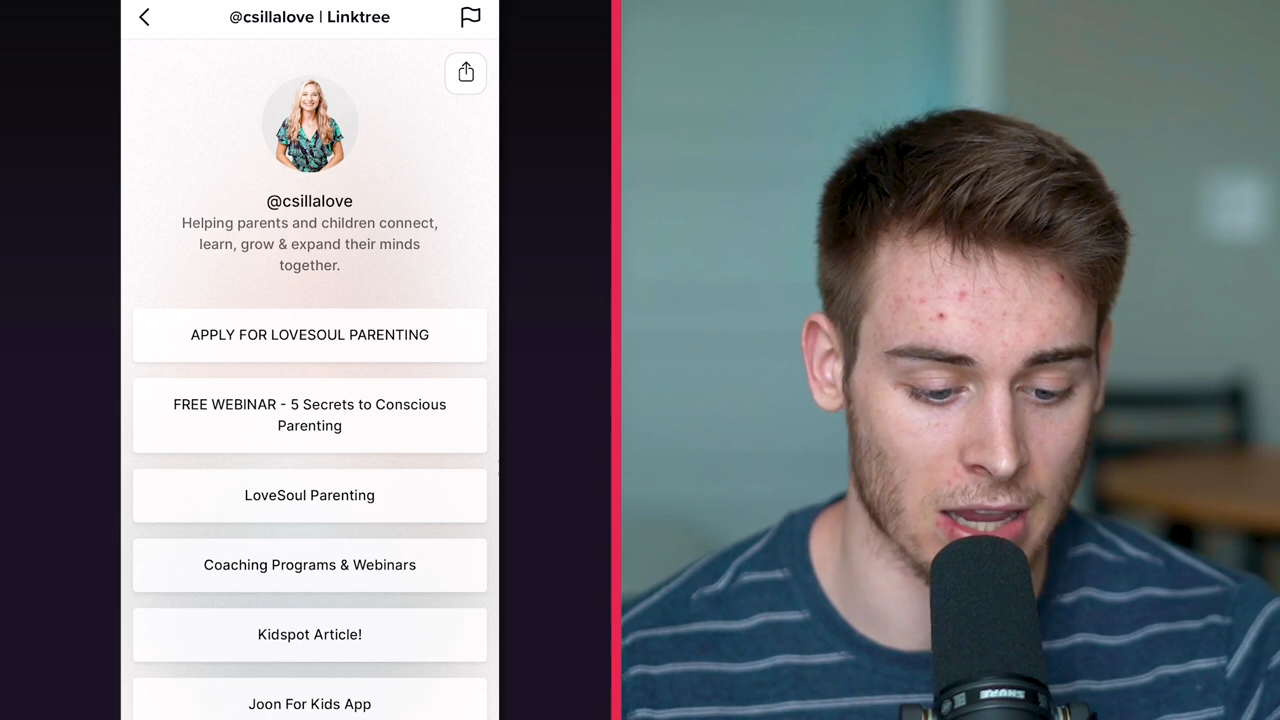 @csillalove | Linktree
@csillalove
Helping parents and children connect,
learn, grow & expand their minds
together.
APPLY FOR LOVESOUL PARENTING
FREE WEBINAR - 5 Secrets to Conscious
Parenting
LoveSoul Parenting
Coaching Programs & Webinars
Kidspot Article!
Joon For Kids App
SHURE